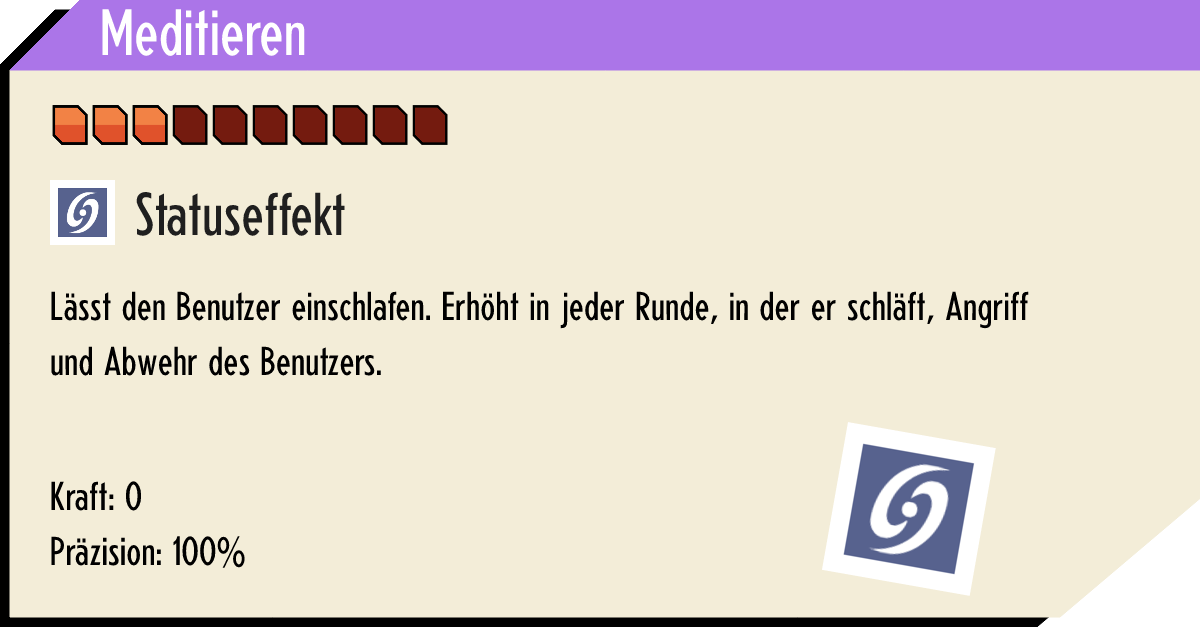 Meditieren
Statuseffekt
Lässt den Benutzer einschlafen. Erhöht in jeder Runde, in der er schläft, Angriff
und Abwehr des Benutzers.
Kraft: 0
Präzision: 100%